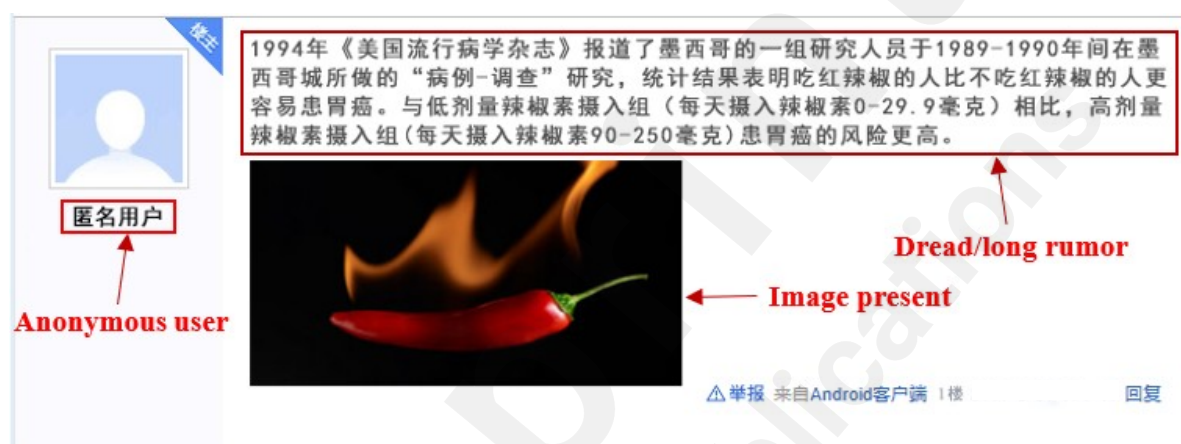 楼主
1994年《美国流行病学杂志》报道了墨西哥的一组研究人员于1989-1990年间在墨
西哥城所做的“病例-调查”研究，统计结果表明吃红辣椒的人比不吃红辣椒的人更
容易患胃癌。与低剂量辣椒素摄入组（每天摄入辣椒素0-29.9毫克）相比，高剂量
辣椒素摄入组(每天摄入辣椒素90-250毫克)患胃癌的风险更高。
匿名用户
Dread/long rumor
Image present
Anonymous user
举报 来自Android客户端 1楼 回复